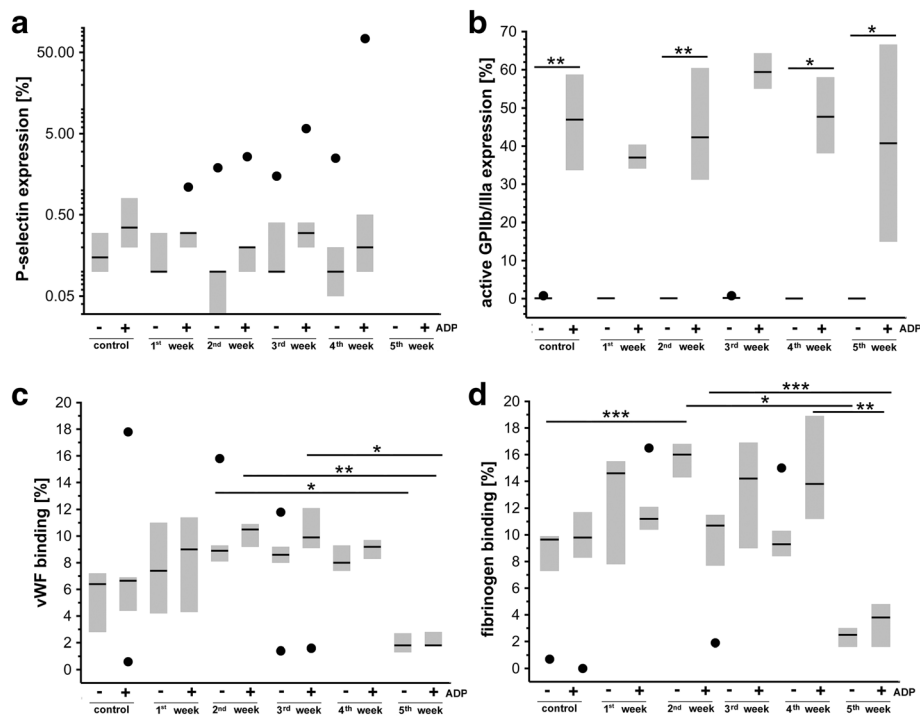 a
P-selectin expression [%]
50.00
5.00
0.50
0.05
- + - + - + - + - + - + ADP
control 1st week 2nd week 3rd week 4th week 5th week
b
active GPIIb/IIIa expression [%]
70
60
50
40
30
20
10
0
** ** * *
- + - + - + - + - + - + ADP
control 1st week 2nd week 3rd week 4th week 5th week
c
vWF binding [%]
20
18
16
14
12
10
8
6
4
2
0
*
**
*
- + - + - + - + - + - + ADP
control 1st week 2nd week 3rd week 4th week 5th week
d
fibrinogen binding [%]
20
18
16
14
12
10
8
6
4
2
0
***
*
*** **
- + - + - + - + - + - + ADP
control 1st week 2nd week 3rd week 4th week 5th week